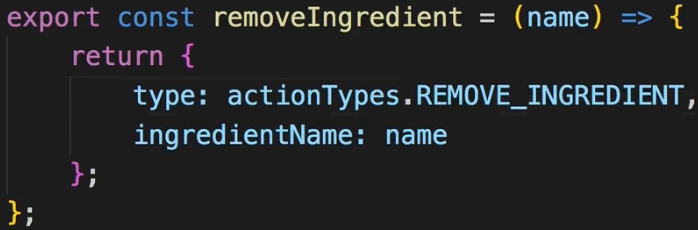 export const removeIngredient = (name) => {
    return {
        type: actionTypes.REMOVE_INGREDIENT,
        ingredientName: name
    };
};